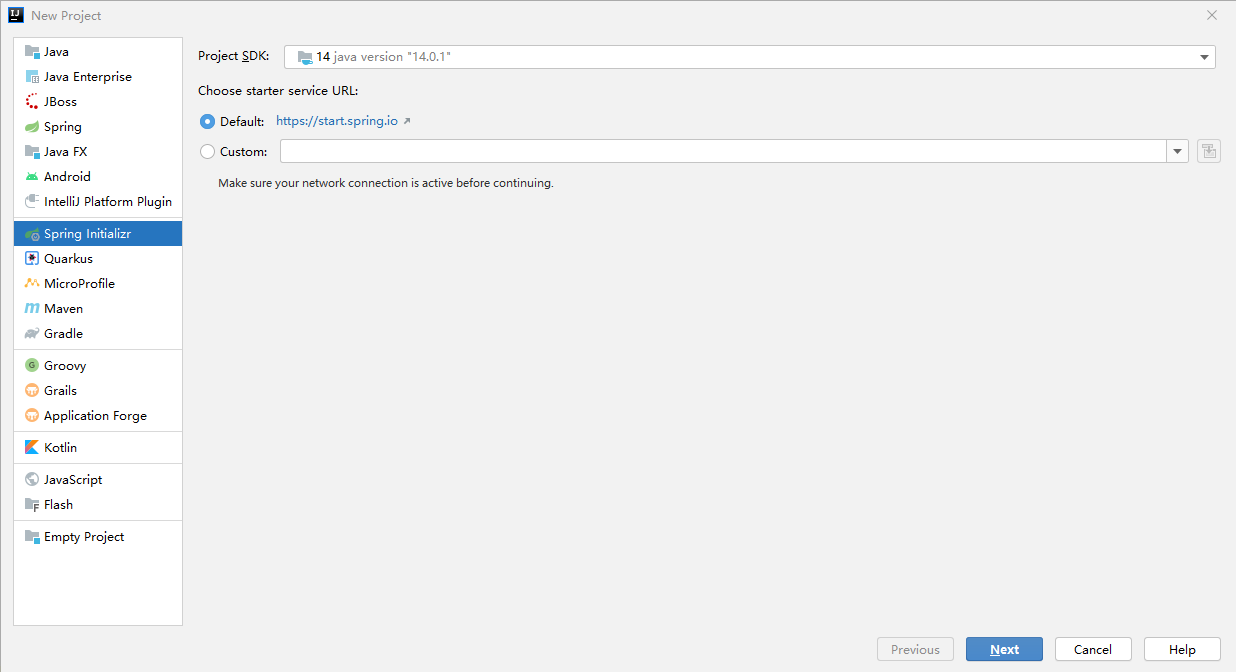 New Project
Java
Java Enterprise
JBoss
Spring
Java FX
Android
IntelliJ Platform Plugin
Spring Initializr
Quarkus
MicroProfile
Maven
Gradle
Groovy
Grails
Application Forge
Kotlin
JavaScript
Flash
Empty Project
Project SDK: 14 java version "14.0.1"
Choose starter service URL:
Default: https://start.spring.io
Custom:
Make sure your network connection is active before continuing.
Previous Next Cancel Help